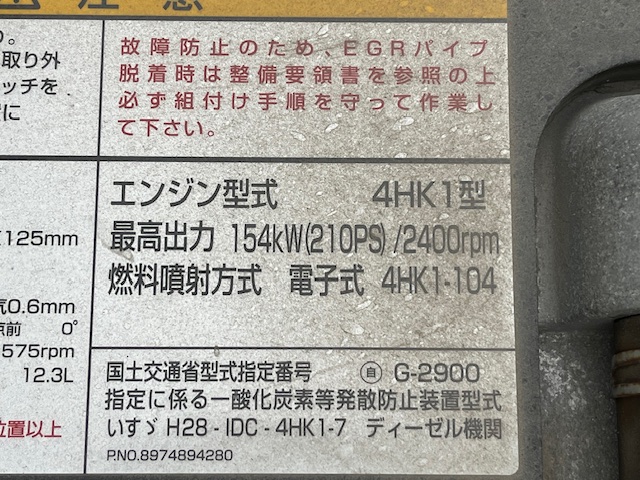 注意
故障防止のため、EGRパイプ
脱着時は整備要領書を参照の上
必ず組付け手順を守って作業し
て下さい。
取り外
ッチを
に
125mm
0.6mm
前 0°
575rpm
12.3L
位置以上
エンジン型式 4HK1型
最高出力 154kW(210PS)/2400rpm
燃料噴射方式 電子式 4HK1-104
国土交通省型式指定番号 ㊂ G-2900
指定に係る一酸化炭素等発散防止装置型式
いすゞ H28-IDC-4HK1-7 ディーゼル機関
P.NO.8974894280